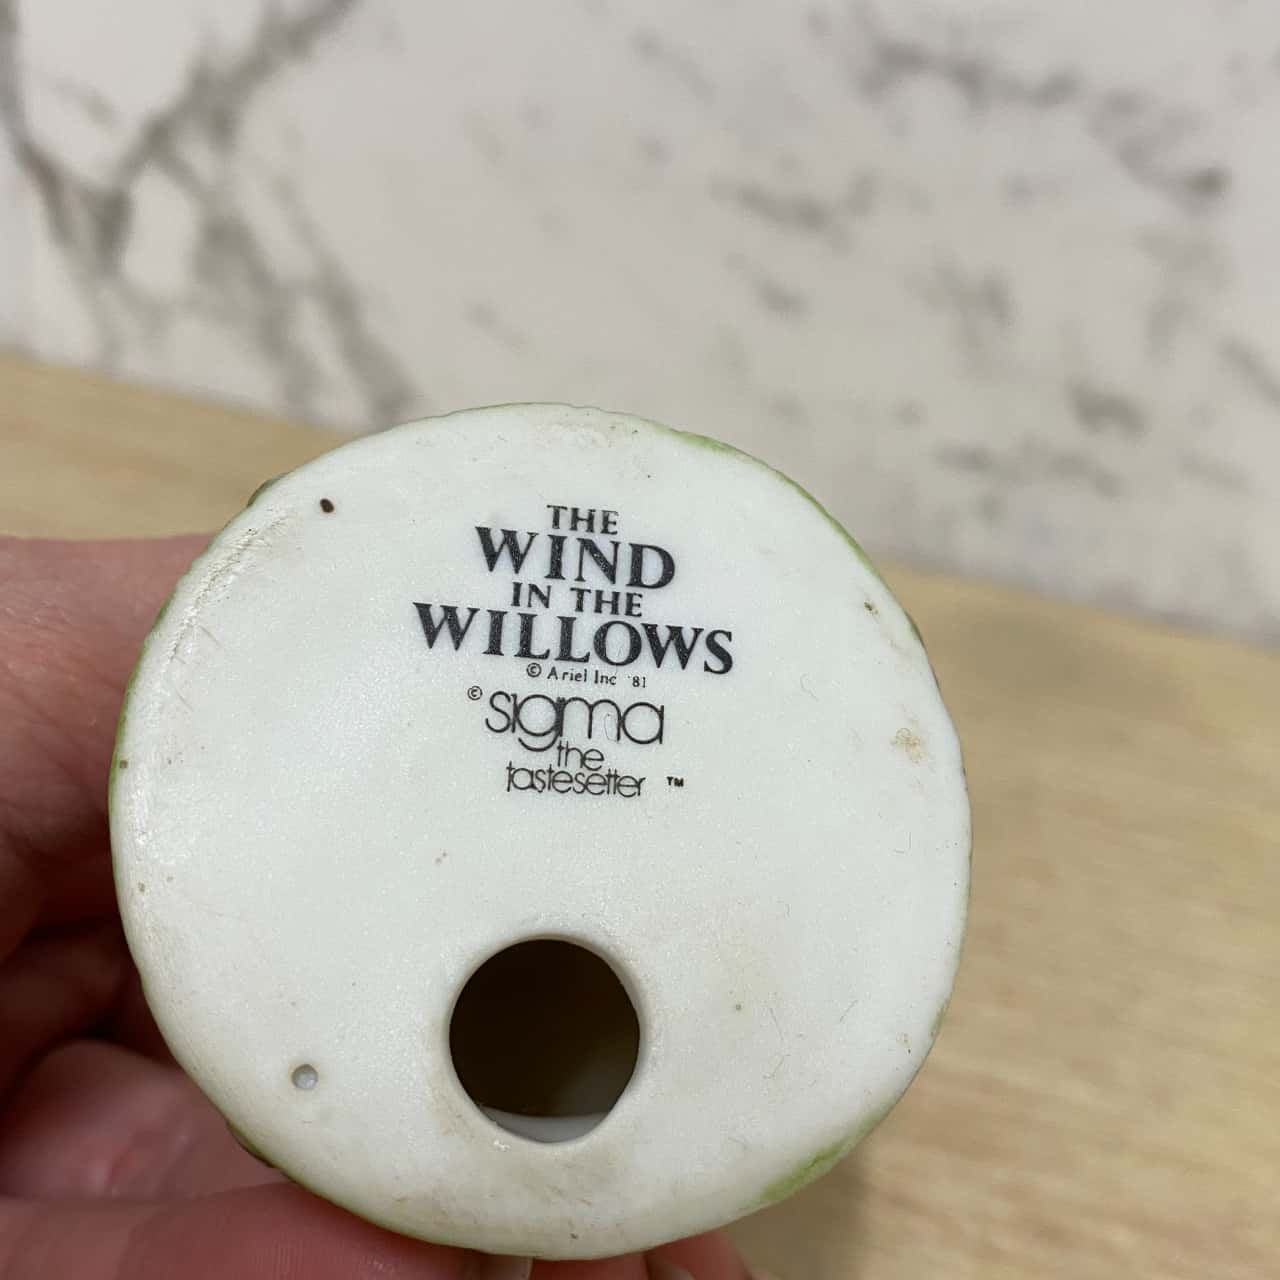 THE
WIND
IN THE
WILLOWS
© Ariel Inc '81
© sigma
the
tastesetter ™